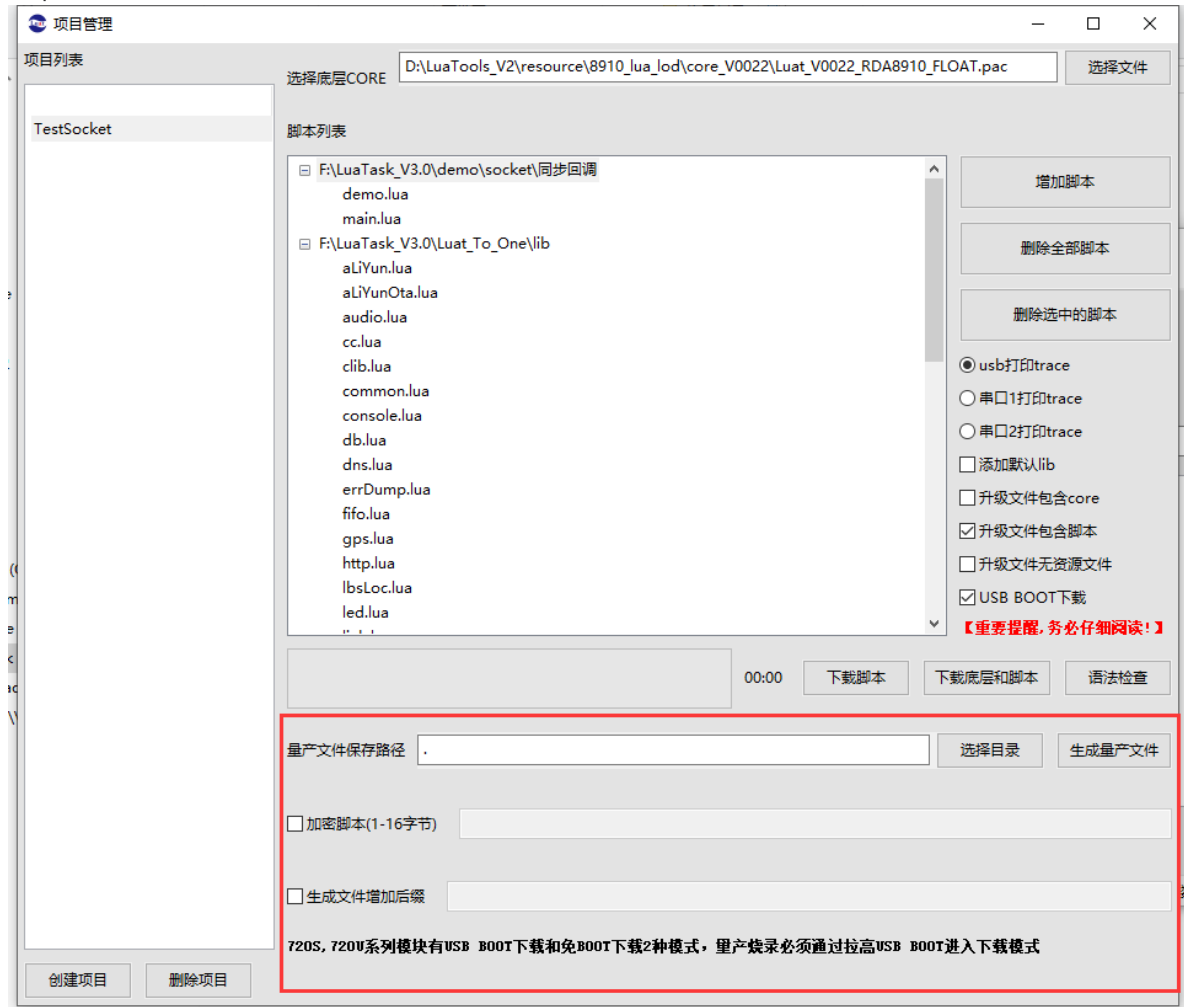 项目管理
项目列表
选择底层CORE
D:\LuaTools_V2\resource\8910_lua_lod\core_V0022\Luat_V0022_RDA8910_FLOAT.pac
选择文件
TestSocket
脚本列表
F:\LuaTask_V3.0\demo\socket\同步回调
demo.lua
main.lua
F:\LuaTask_V3.0\Luat_To_One\lib
aLiYun.lua
aLiYunOta.lua
audio.lua
cc.lua
clib.lua
common.lua
console.lua
db.lua
dns.lua
errDump.lua
fifo.lua
gps.lua
http.lua
lbsLoc.lua
led.lua
增加脚本
删除全部脚本
删除选中的脚本
usb打印trace
串口1打印trace
串口2打印trace
添加默认lib
升级文件包含core
升级文件包含脚本
升级文件无资源文件
USB BOOT下载
【重要提醒,务必仔细阅读!】
00:00
下载脚本
下载底层和脚本
语法检查
量产文件保存路径
.
选择目录
生成量产文件
加密脚本(1-16字节)
生成文件增加后缀
720S,720U系列模块有USB BOOT下载和免BOOT下载2种模式，量产烧录必须通过拉高USB BOOT进入下载模式
创建项目
删除项目